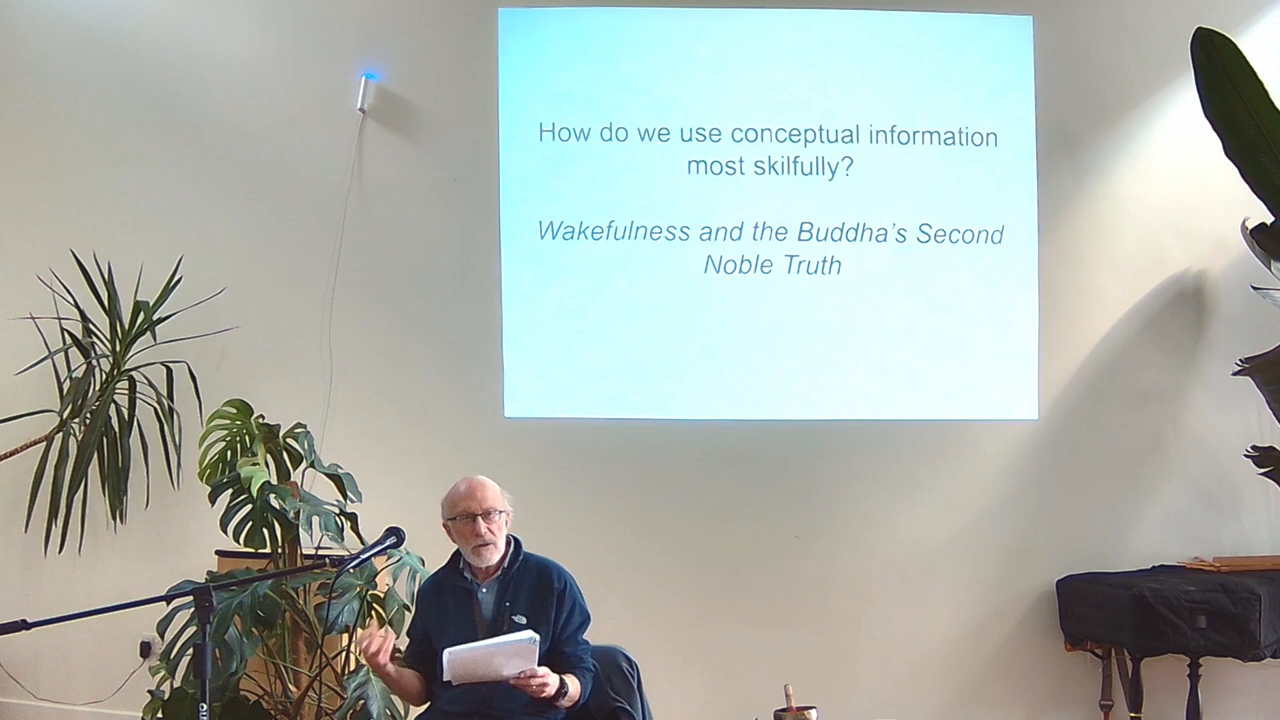 How do we use conceptual information
most skilfully?
Wakefulness and the Buddha's Second
Noble Truth